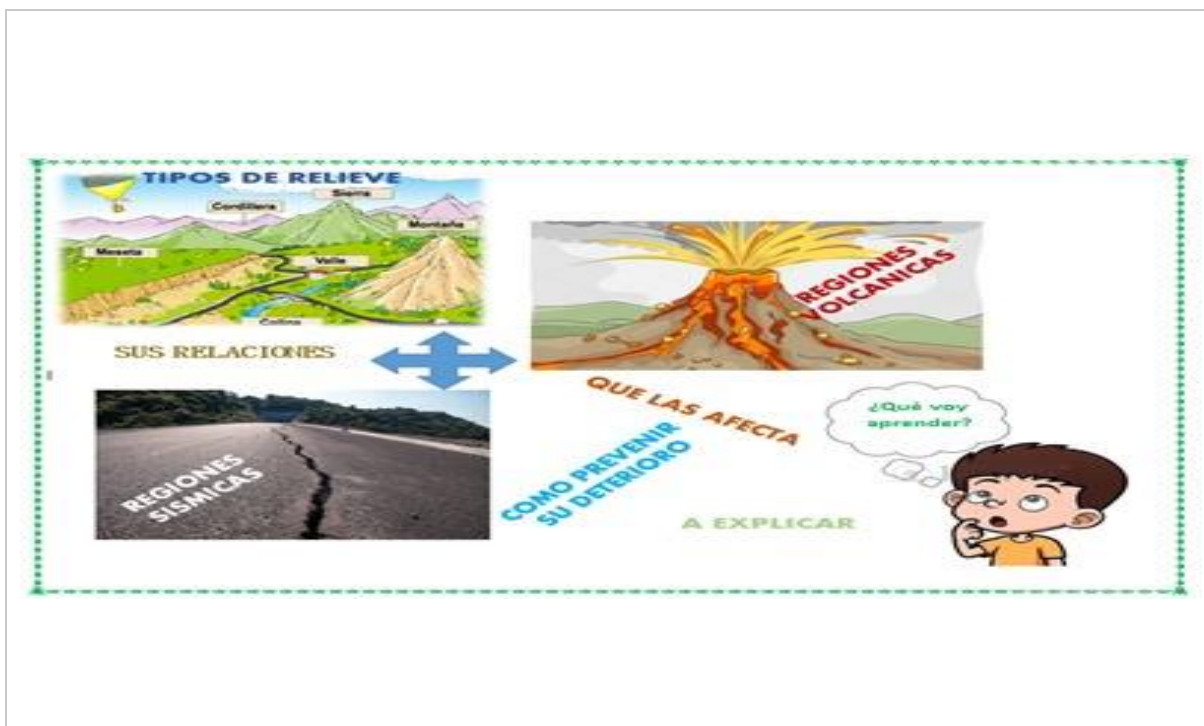 TIPOS DE RELIEVE
Sierra
Cordillera
Montaña
Meseta
Valle
Colina
REGIONES
VOLCANICAS
SUS RELACIONES
QUE LAS AFECTA
¿Qué voy
aprender?
REGIONES
SISMICAS
COMO PREVENIR
SU DETERIORO
A EXPLICAR